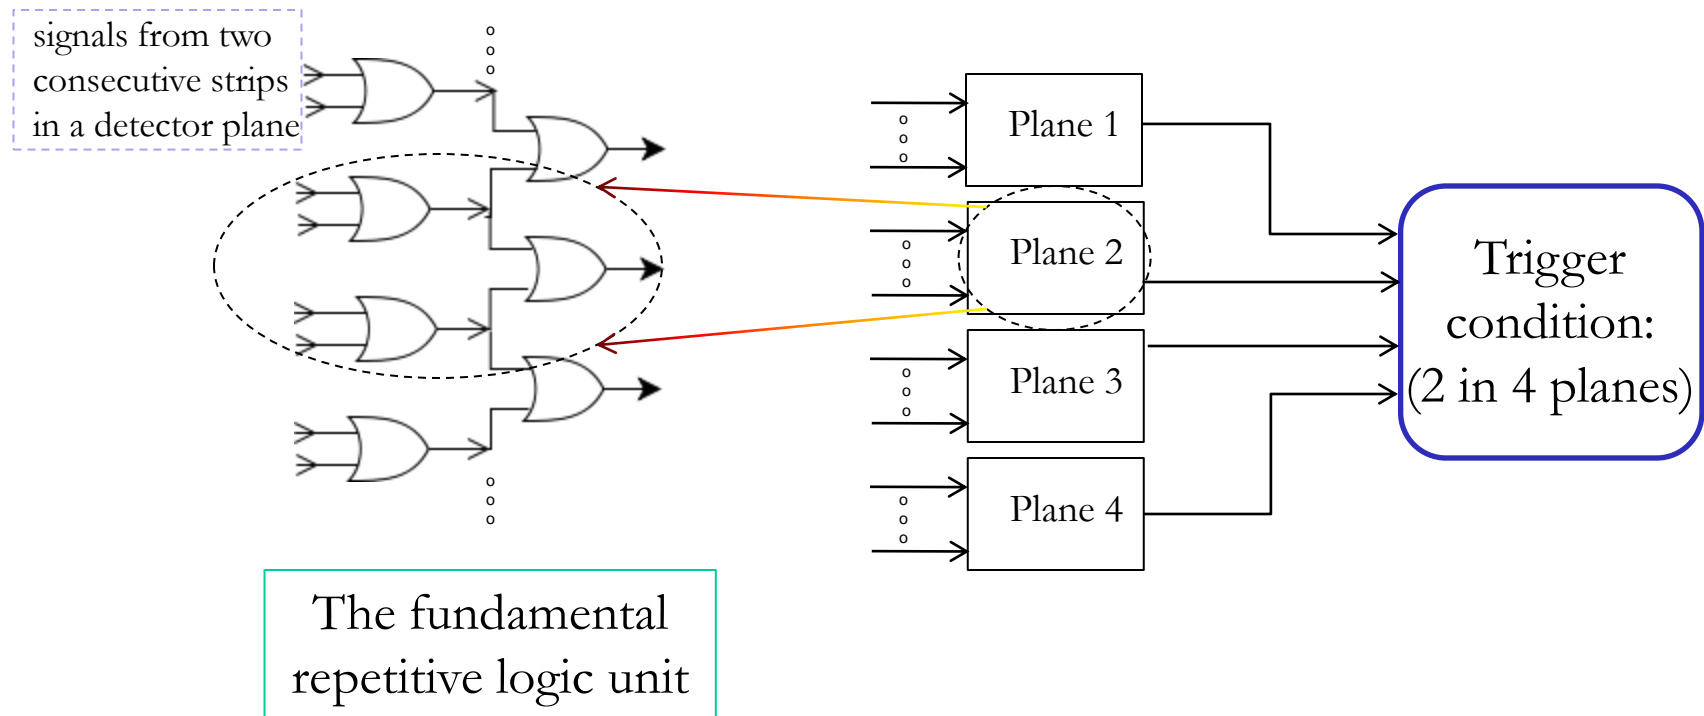 signals from two
consecutive strips
in a detector plane
Plane 1
Plane 2
Plane 3
Plane 4
Trigger
condition:
(2 in 4 planes)
The fundamental
repetitive logic unit